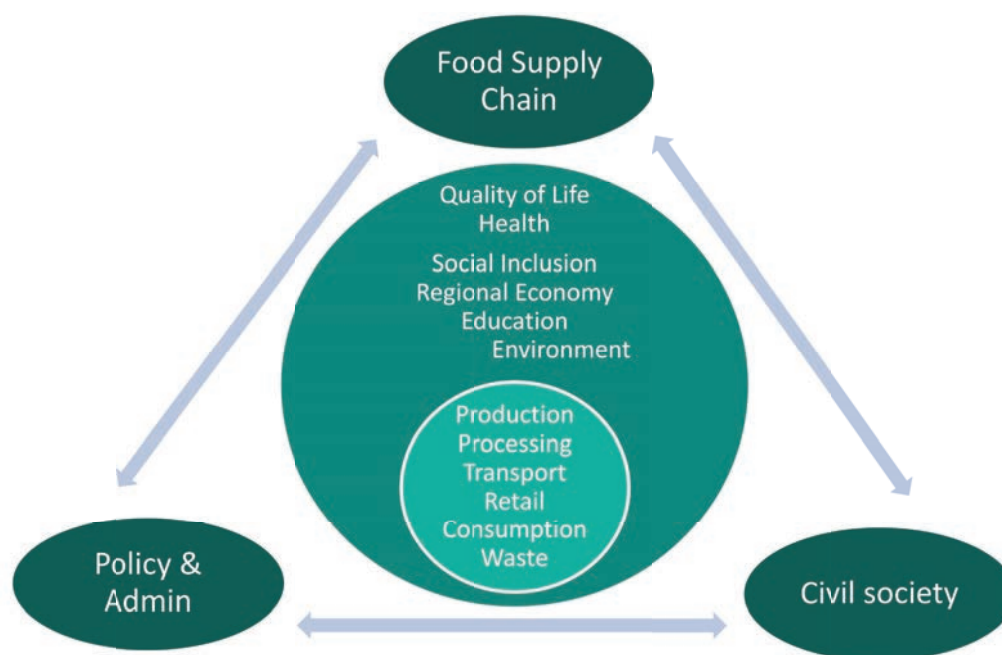 Food Supply
Chain
Quality of Life
Health
Social Inclusion
Regional Economy
Education
Environment
Production
Processing
Transport
Retail
Consumption
Waste
Policy &
Admin
Civil society